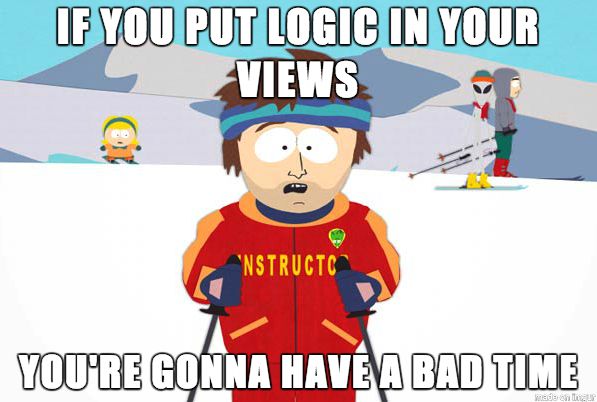 IF YOU PUT LOGIC IN YOUR
VIEWS
INSTRUCTO
YOU'RE GONNA HAVE A BAD TIME
made on imgur